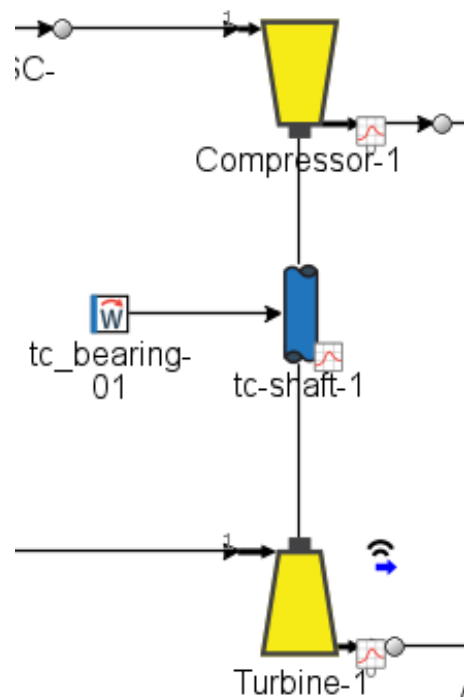 1
SC-
Compressor-1
W
tc_bearing-
01
tc-shaft-1
1
Turbine-1